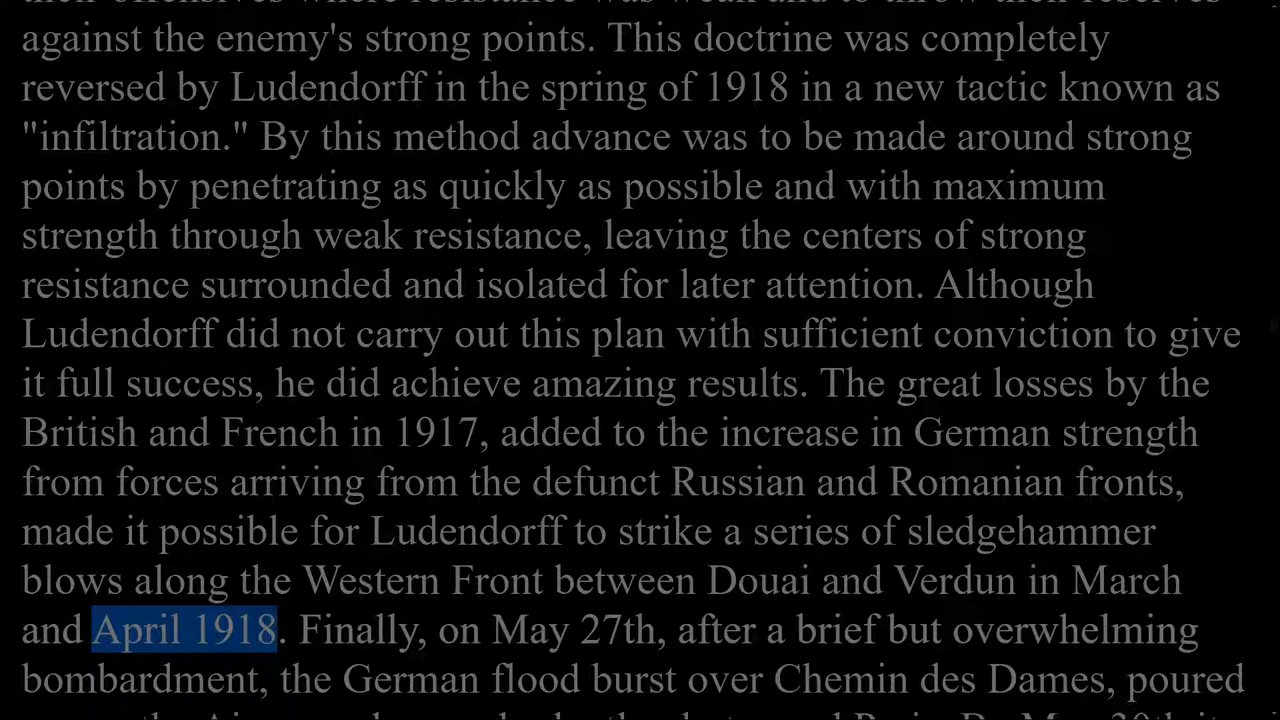 against the enemy's strong points. This doctrine was completely
reversed by Ludendorff in the spring of 1918 in a new tactic known as
"infiltration." By this method advance was to be made around strong
points by penetrating as quickly as possible and with maximum
strength through weak resistance, leaving the centers of strong
resistance surrounded and isolated for later attention. Although
Ludendorff did not carry out this plan with sufficient conviction to give
it full success, he did achieve amazing results. The great losses by the
British and French in 1917, added to the increase in German strength
from forces arriving from the defunct Russian and Romanian fronts,
made it possible for Ludendorff to strike a series of sledgehammer
blows along the Western Front between Douai and Verdun in March
and April 1918. Finally, on May 27th, after a brief but overwhelming
bombardment, the German flood burst over Chemin des Dames, poured